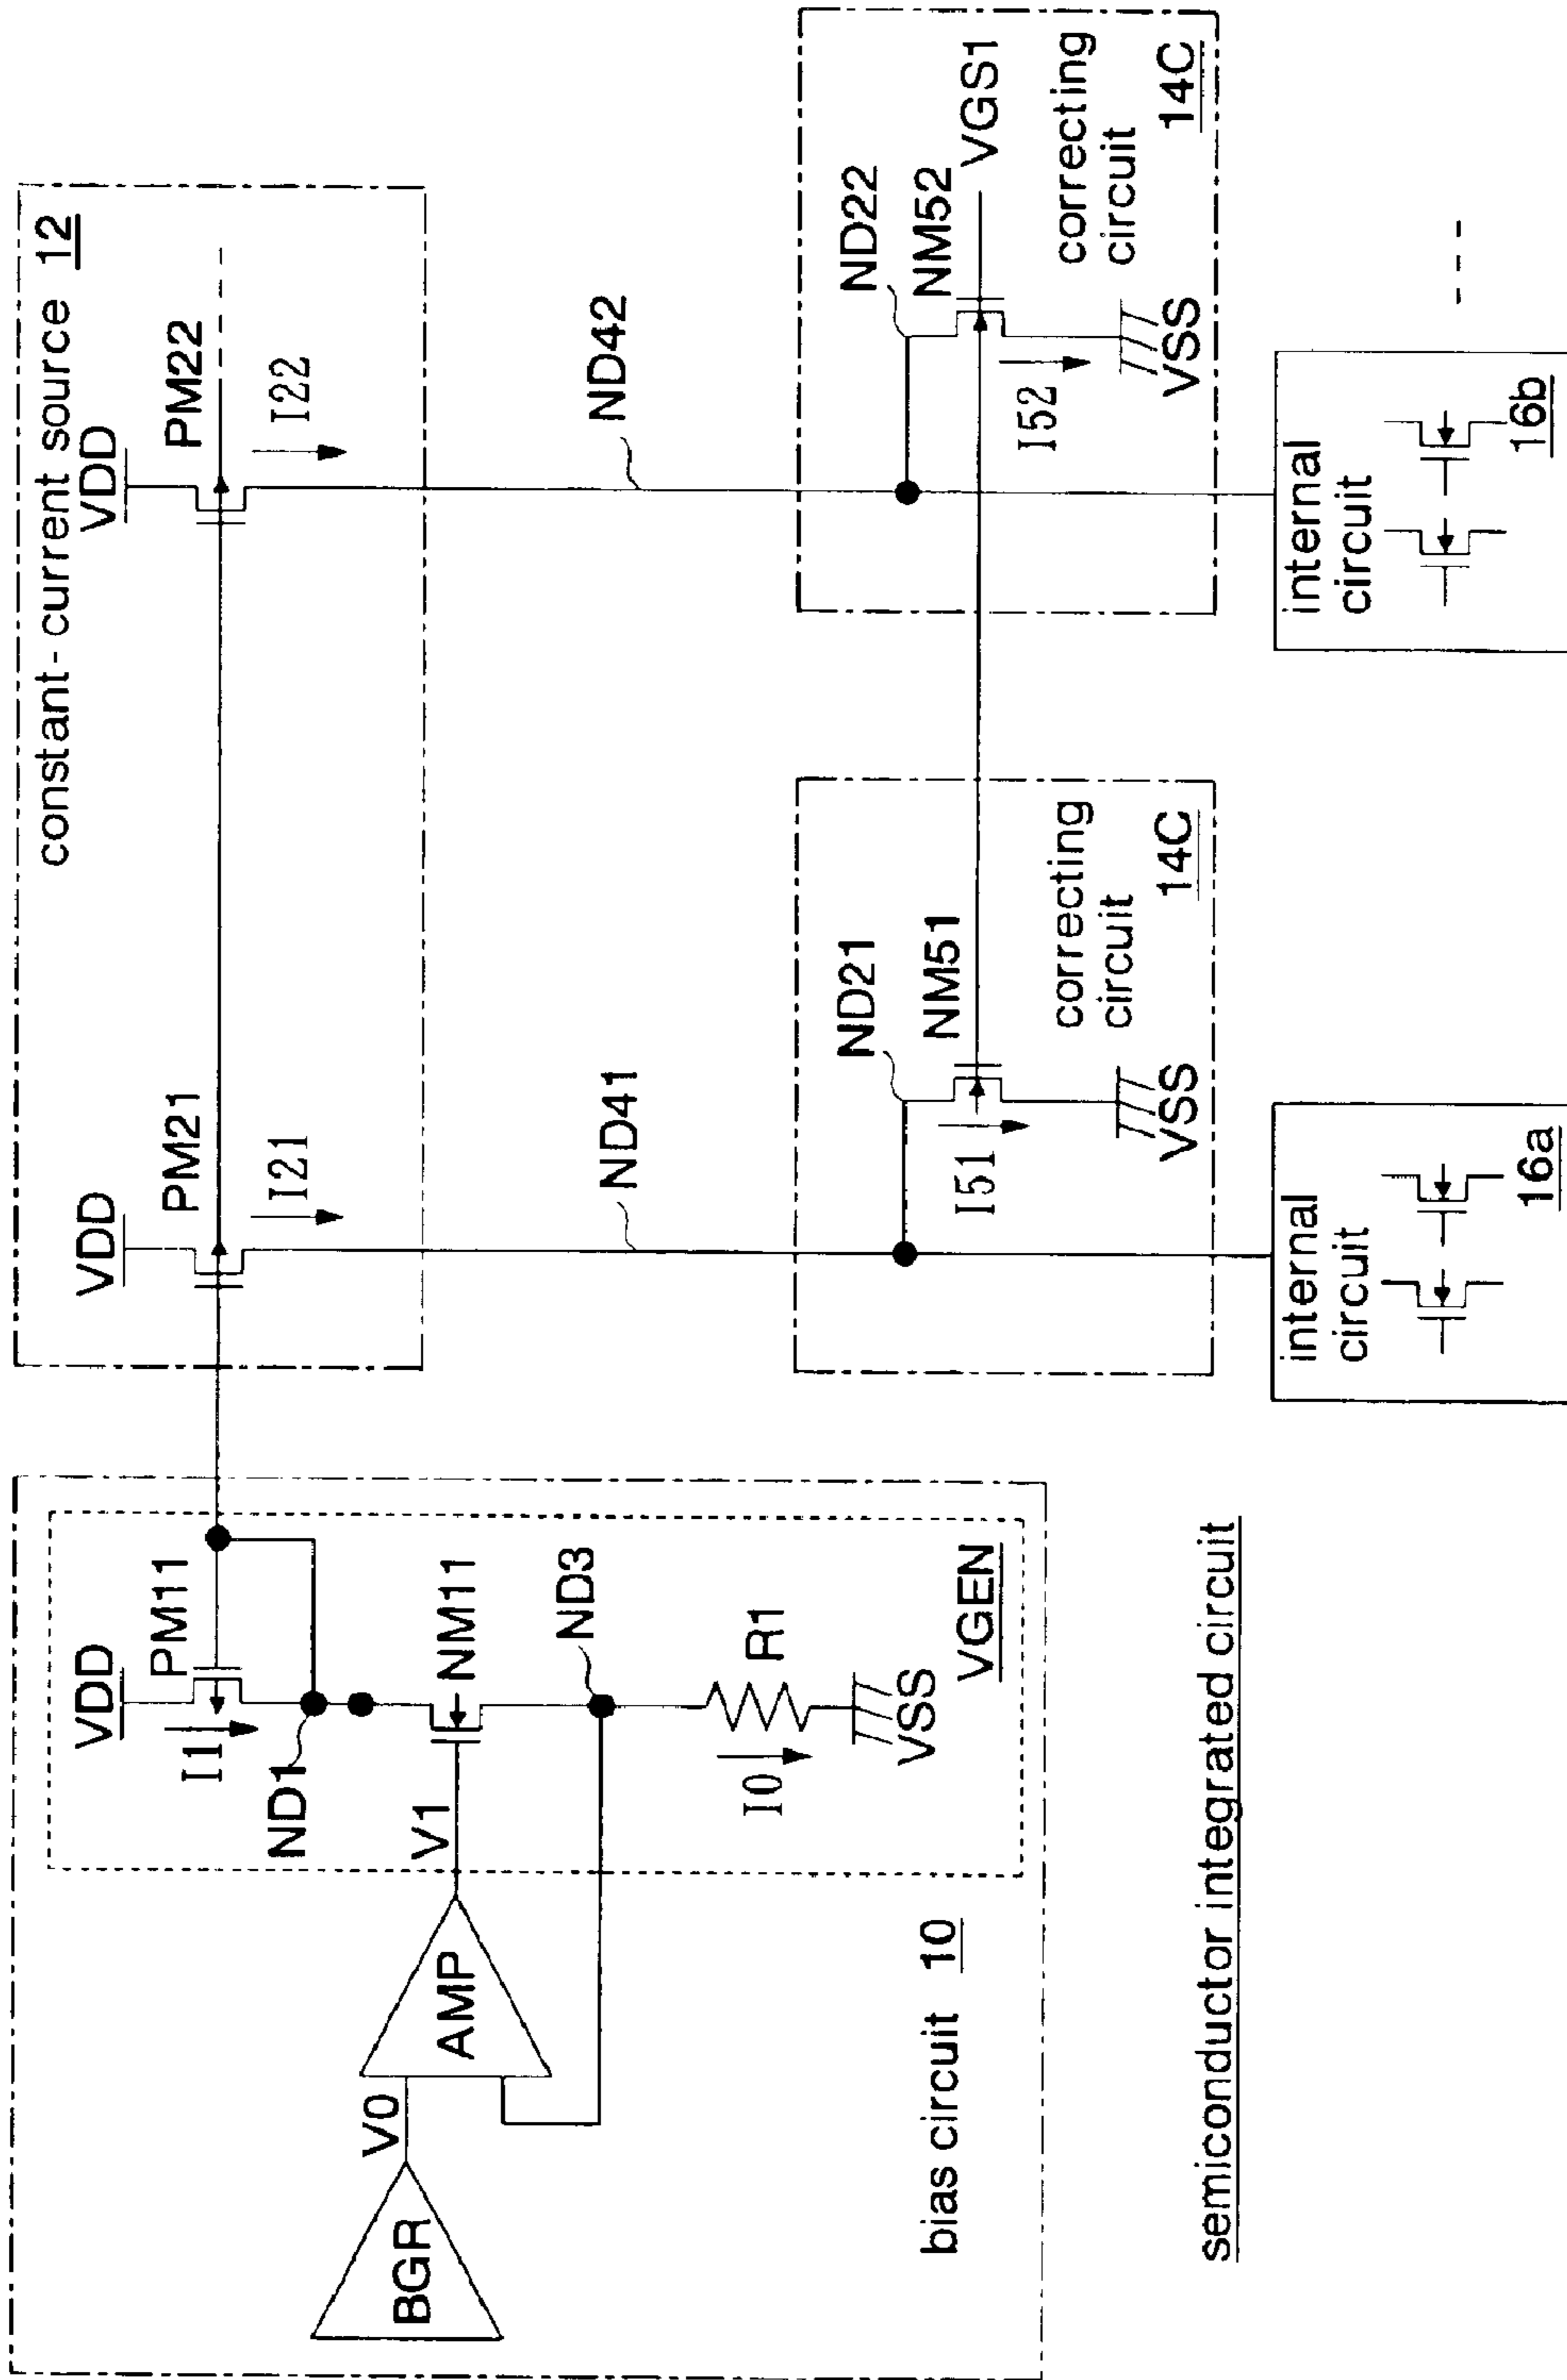 constant-current source 12
VDD
PM21
I21
VDD
PM22
I22
ND41
ND42
VDD
PM11
I1
ND1
V1
NM11
ND3
R1
I0
VSS
VGEN
BGR
V0
AMP
bias circuit 10
ND21
NM51
I51
VSS
correcting
circuit
14C
ND22
NM52
VGS1
I52
VSS
correcting
circuit
14C
internal
circuit
16a
internal
circuit
16b
semiconductor integrated circuit